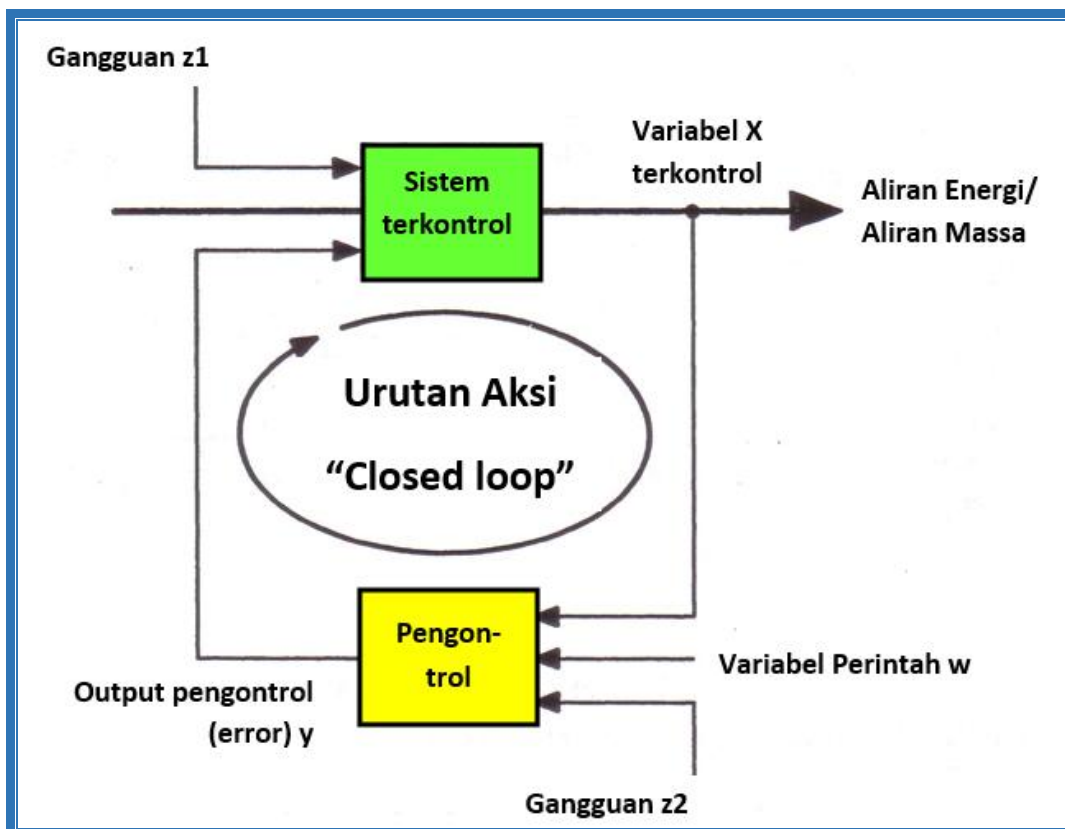 Gangguan z1
Variabel X
terkontrol
Sistem
terkontrol
Aliran Energi/
Aliran Massa
Urutan Aksi
“Closed loop”
Pengon-
trol
Variabel Perintah w
Output pengontrol
(error) y
Gangguan z2